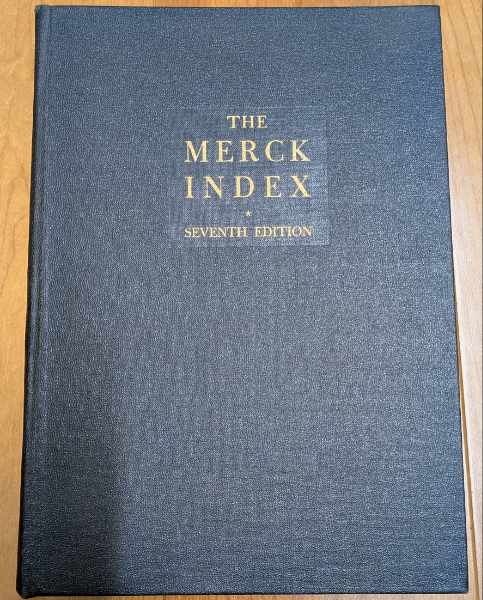 THE
MERCK
INDEX
*
SEVENTH EDITION